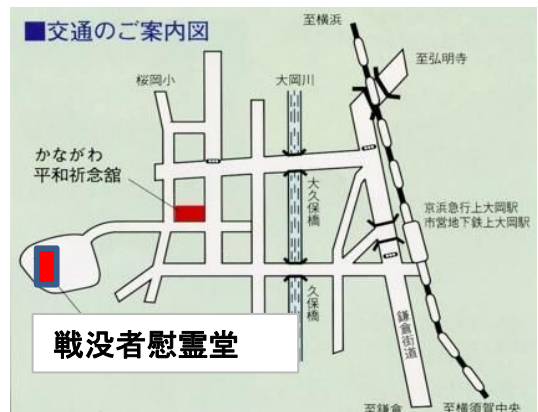 ■交通のご案内図
至横浜
至弘明寺
桜岡小
大岡川
かながわ
平和祈念館
大久保橋
京浜急行上大岡駅
市営地下鉄上大岡駅
久保橋
鎌倉街道
戦没者慰霊堂
至鎌倉
至横須賀中央